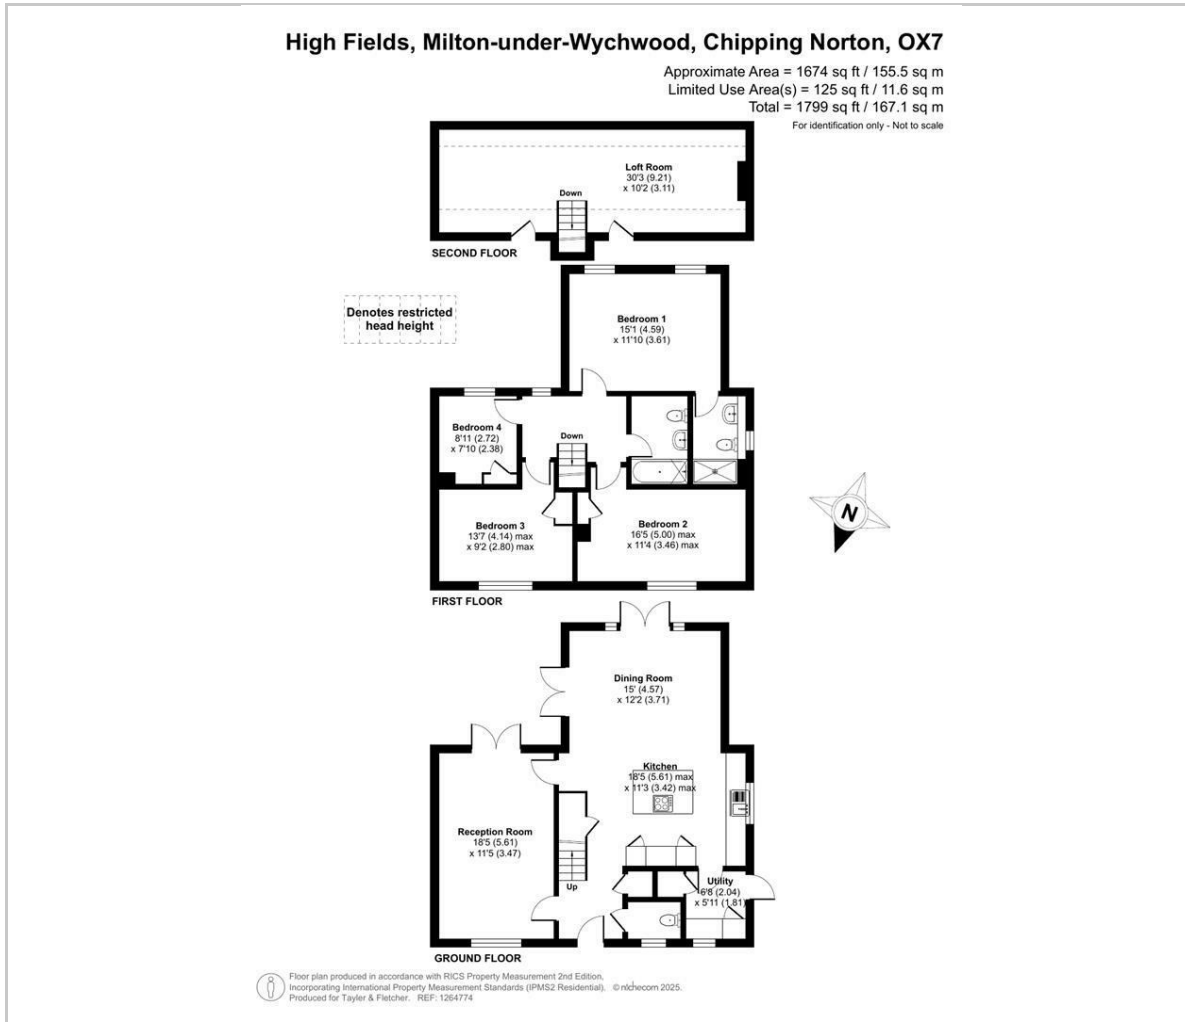 High Fields, Milton-under-Wychwood, Chipping Norton, OX7
Approximate Area = 1674 sq ft / 155.5 sq m
Limited Use Area(s) = 125 sq ft / 11.6 sq m
Total = 1799 sq ft / 167.1 sq m
For identification only - Not to scale
Loft Room
30'3 (9.21)
x 10'2 (3.11)
Down
SECOND FLOOR
Denotes restricted
head height
Bedroom 1
15'1 (4.59)
x 11'10 (3.61)
Bedroom 4
8'11 (2.72)
x 7'10 (2.38)
Down
Bedroom 3
13'7 (4.14) max
x 9'2 (2.80) max
Bedroom 2
16'5 (5.00) max
x 11'4 (3.46) max
N
FIRST FLOOR
Dining Room
15' (4.57)
x 12'2 (3.71)
Kitchen
18'5 (5.61) max
x 11'3 (3.42) max
Reception Room
18'5 (5.61)
x 11'5 (3.47)
Up
Utility
6'8 (2.04)
x 5'11 (1.81)
GROUND FLOOR
Floor plan produced in accordance with RICS Property Measurement 2nd Edition,
Incorporating International Property Measurement Standards (IPMS2 Residential). © nichecom 2025.
Produced for Tayler & Fletcher. REF: 1264774